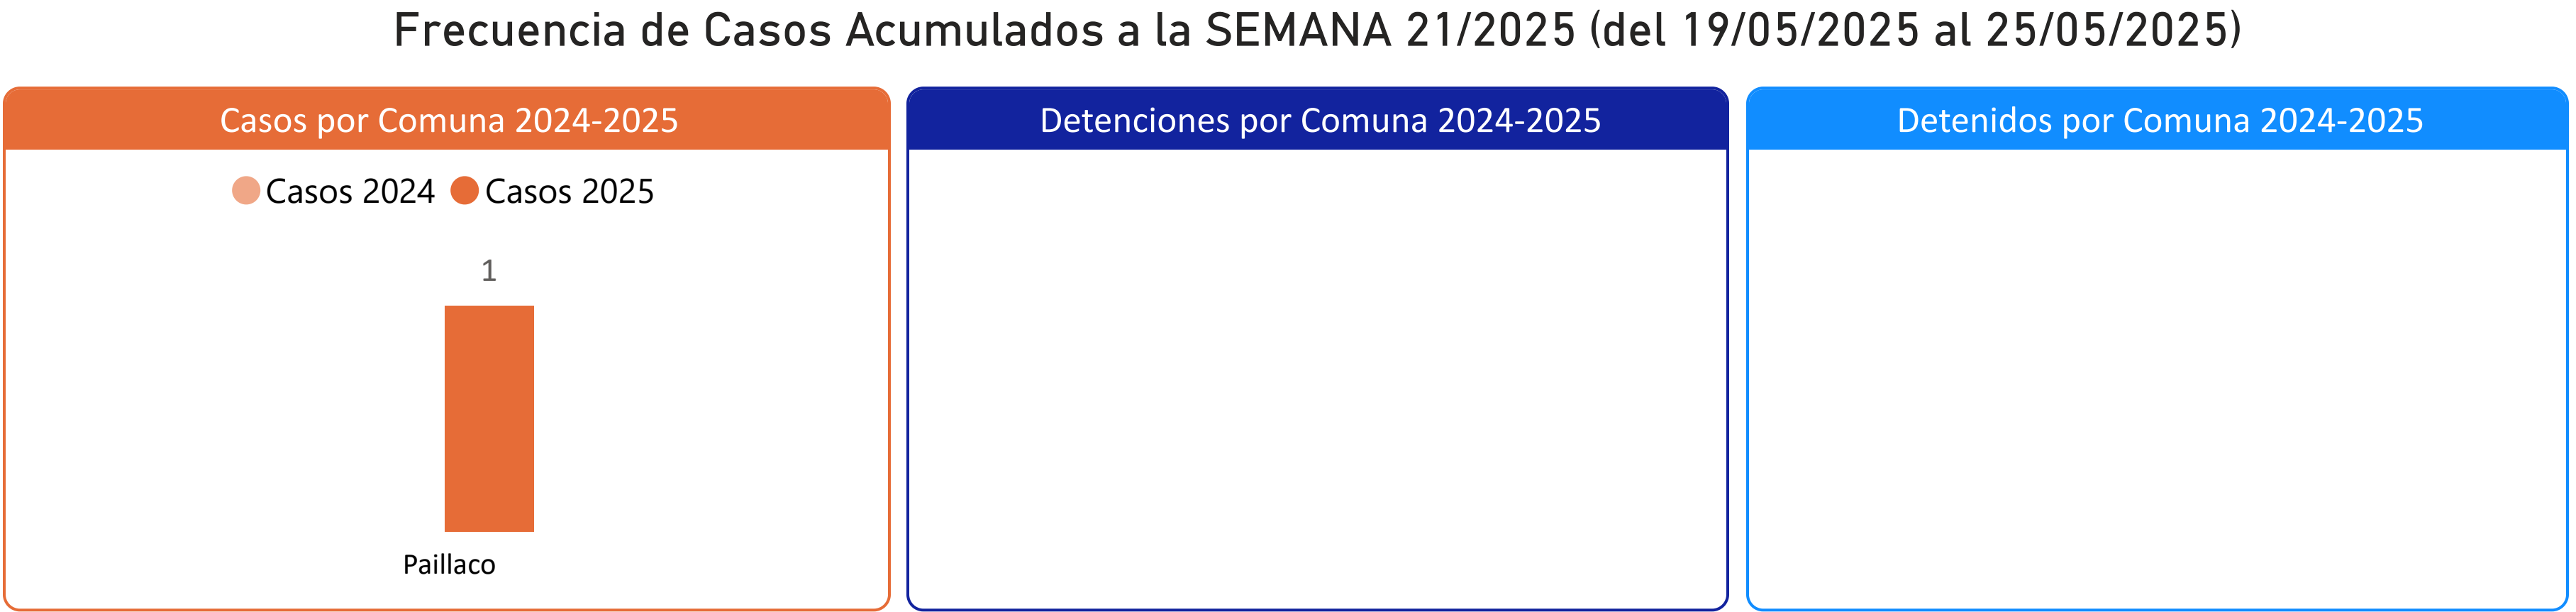 Frecuencia de Casos Acumulados a la SEMANA 21/2025 (del 19/05/2025 al 25/05/2025)
Casos por Comuna 2024-2025
Casos 2024 Casos 2025
1
Paillaco
Detenciones por Comuna 2024-2025
Detenidos por Comuna 2024-2025